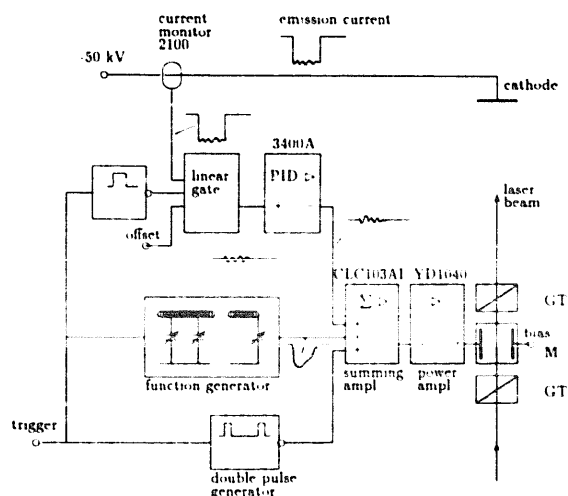 current
monitor
2100
emission current
-50 kV
cathode
3400A
linear
gate
PID
offset
laser
beam
CLC103AI
YD1040
Σ
GT
bias
M
function generator
summing
ampl
power
ampl
GT
trigger
double pulse
generator